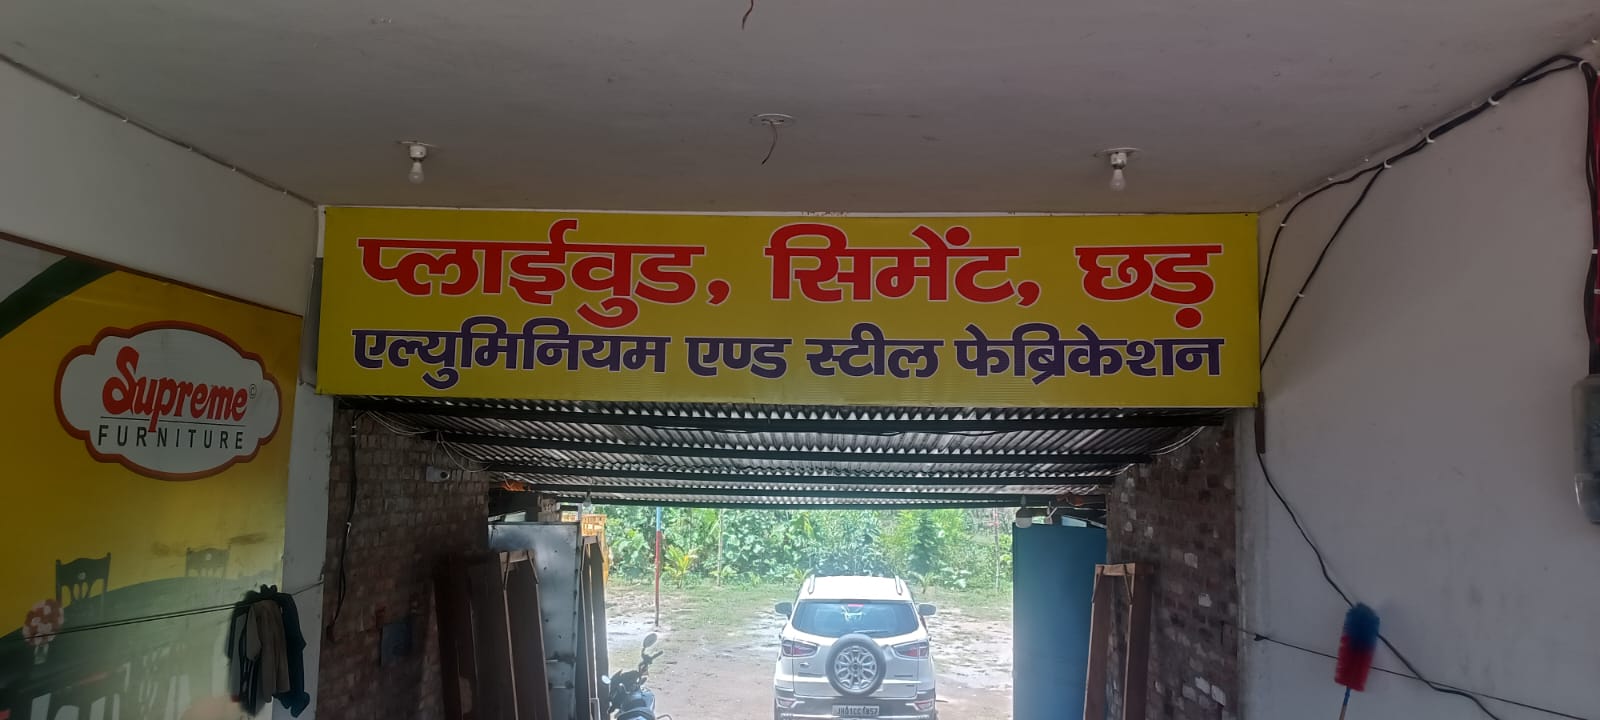 प्लाईवुड, सिमेंट, छड़
एल्युमिनियम एण्ड स्टील फेब्रिकेशन
Supreme ©
FURNITURE